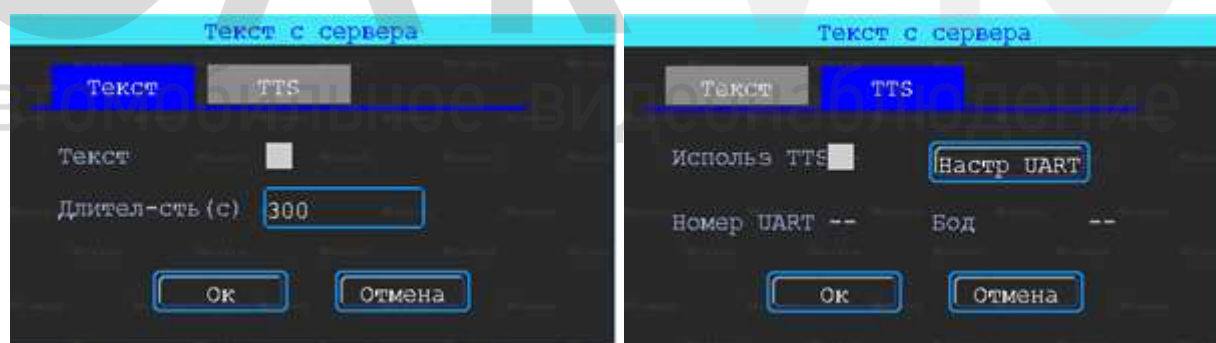 Текст с сервера
Текст TTS
Текст
Длител-сть(с) 300
Ок Отмена
Текст с сервера
Текст TTS
Использ TTS Настр UART
Номер UART -- Бод --
Ок Отмена
видеонаблюдение